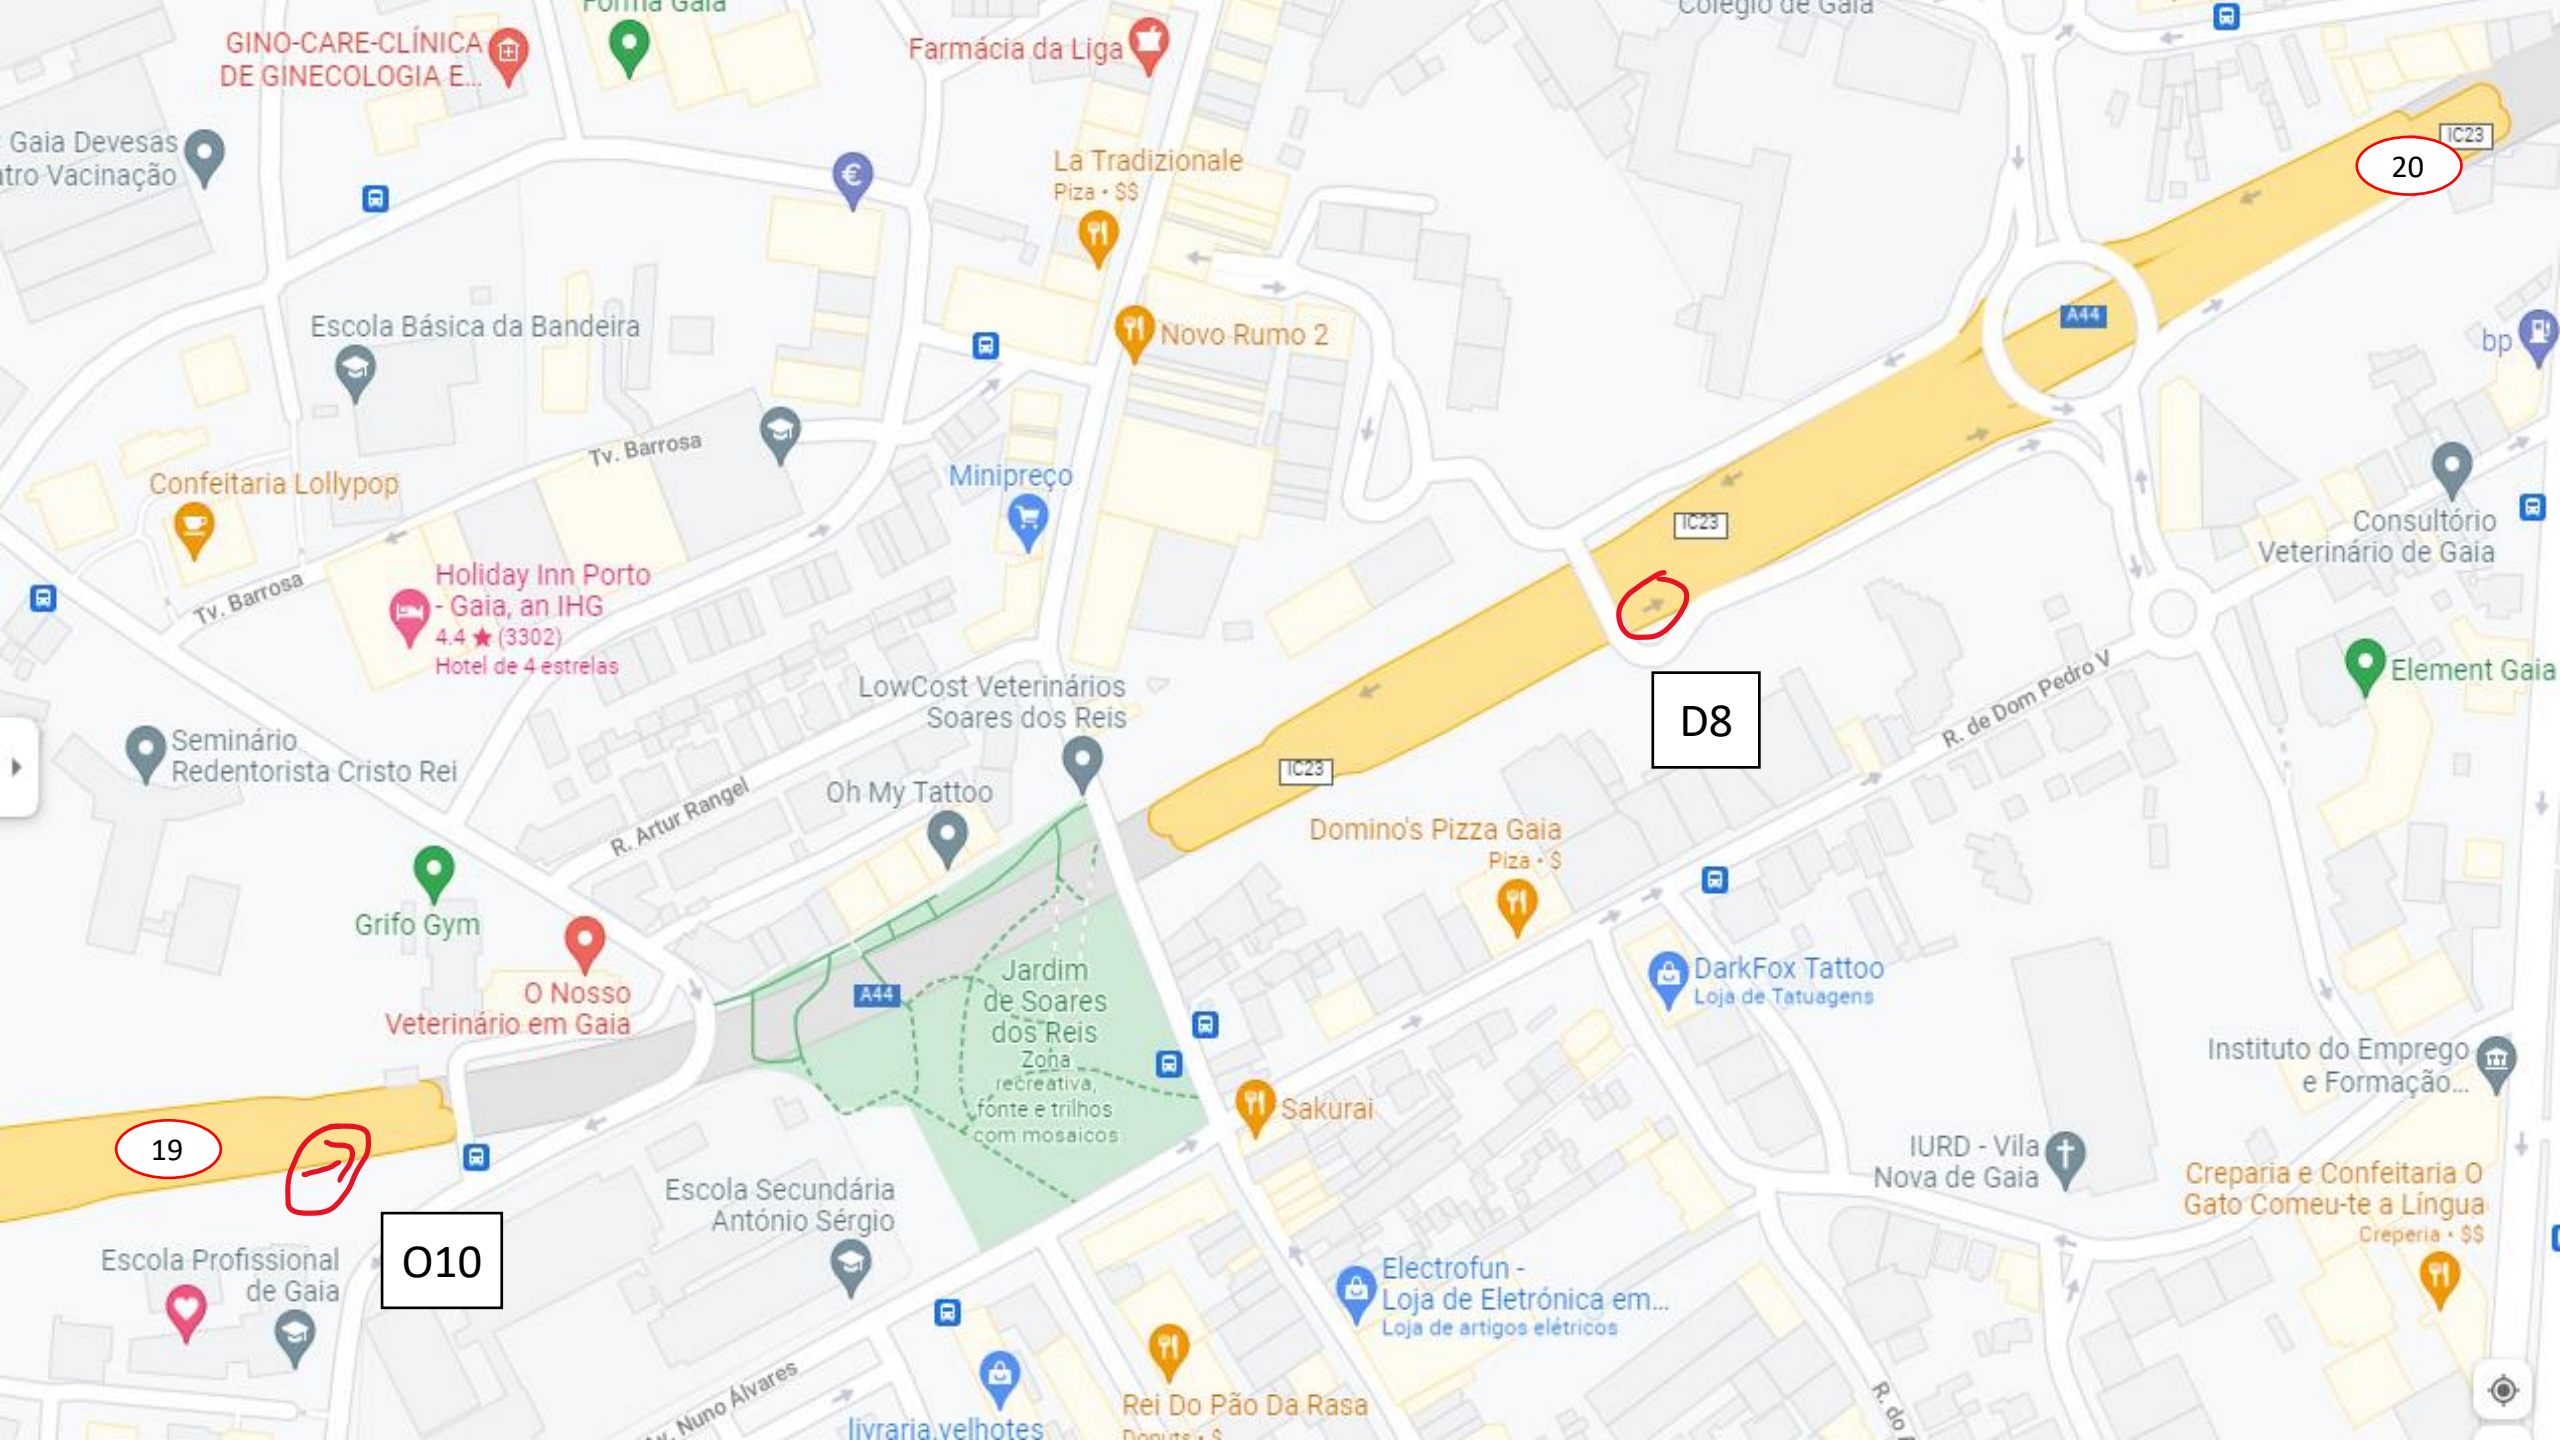 Forma Gaia
Colégio de Gaia
GINO-CARE-CLÍNICA
DE GINECOLOGIA E...
Farmácia da Liga
Gaia Devesas
tro Vacinação
La Tradizionale
Piza • $$
IC23
20
€
Escola Básica da Bandeira
Novo Rumo 2
A44
bp
Tv. Barrosa
Confeitaria Lollypop
Minipreço
IC23
Consultório
Veterinário de Gaia
Holiday Inn Porto
- Gaia, an IHG
4.4 ★ (3302)
Hotel de 4 estrelas
Tv. Barrosa
LowCost Veterinários
Soares dos Reis
D8
R. de Dom Pedro V
Element Gaia
Seminário
Redentorista Cristo Rei
IC23
R. Artur Rangel
Oh My Tattoo
Domino's Pizza Gaia
Piza • $
Grifo Gym
O Nosso
Veterinário em Gaia
A44
Jardim
de Soares
dos Reis
Zona
recreativa,
fonte e trilhos
com mosaicos
DarkFox Tattoo
Loja de Tatuagens
Instituto do Emprego
e Formação...
Sakurai
19
IURD - Vila
Nova de Gaia
Creparia e Confeitaria O
Gato Comeu-te a Língua
Creperia • $$
Escola Secundária
António Sérgio
O10
Escola Profissional
de Gaia
Electrofun -
Loja de Eletrónica em...
Loja de artigos elétricos
Nuno Álvares
Rei Do Pão Da Rasa
Donuts • $
livraria.velhotes
R. do